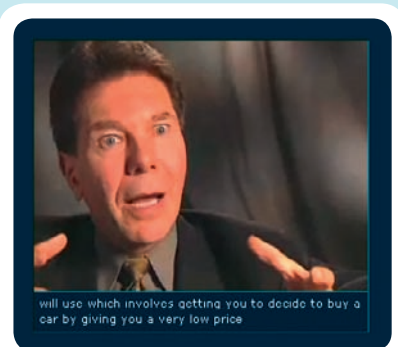 will use which involves getting you to decide to buy a
car by giving you a very low price